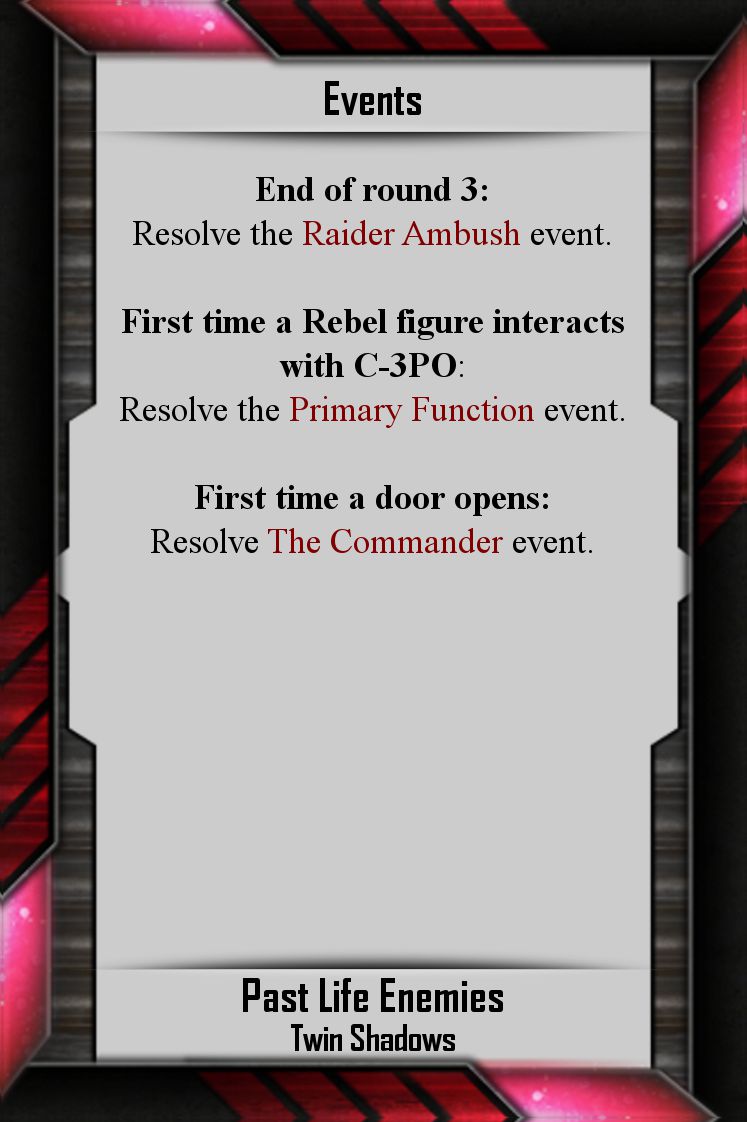 Events
End of round 3:
Resolve the Raider Ambush event.
First time a Rebel figure interacts
with C-3PO:
Resolve the Primary Function event.
First time a door opens:
Resolve The Commander event.
Past Life Enemies
Twin Shadows